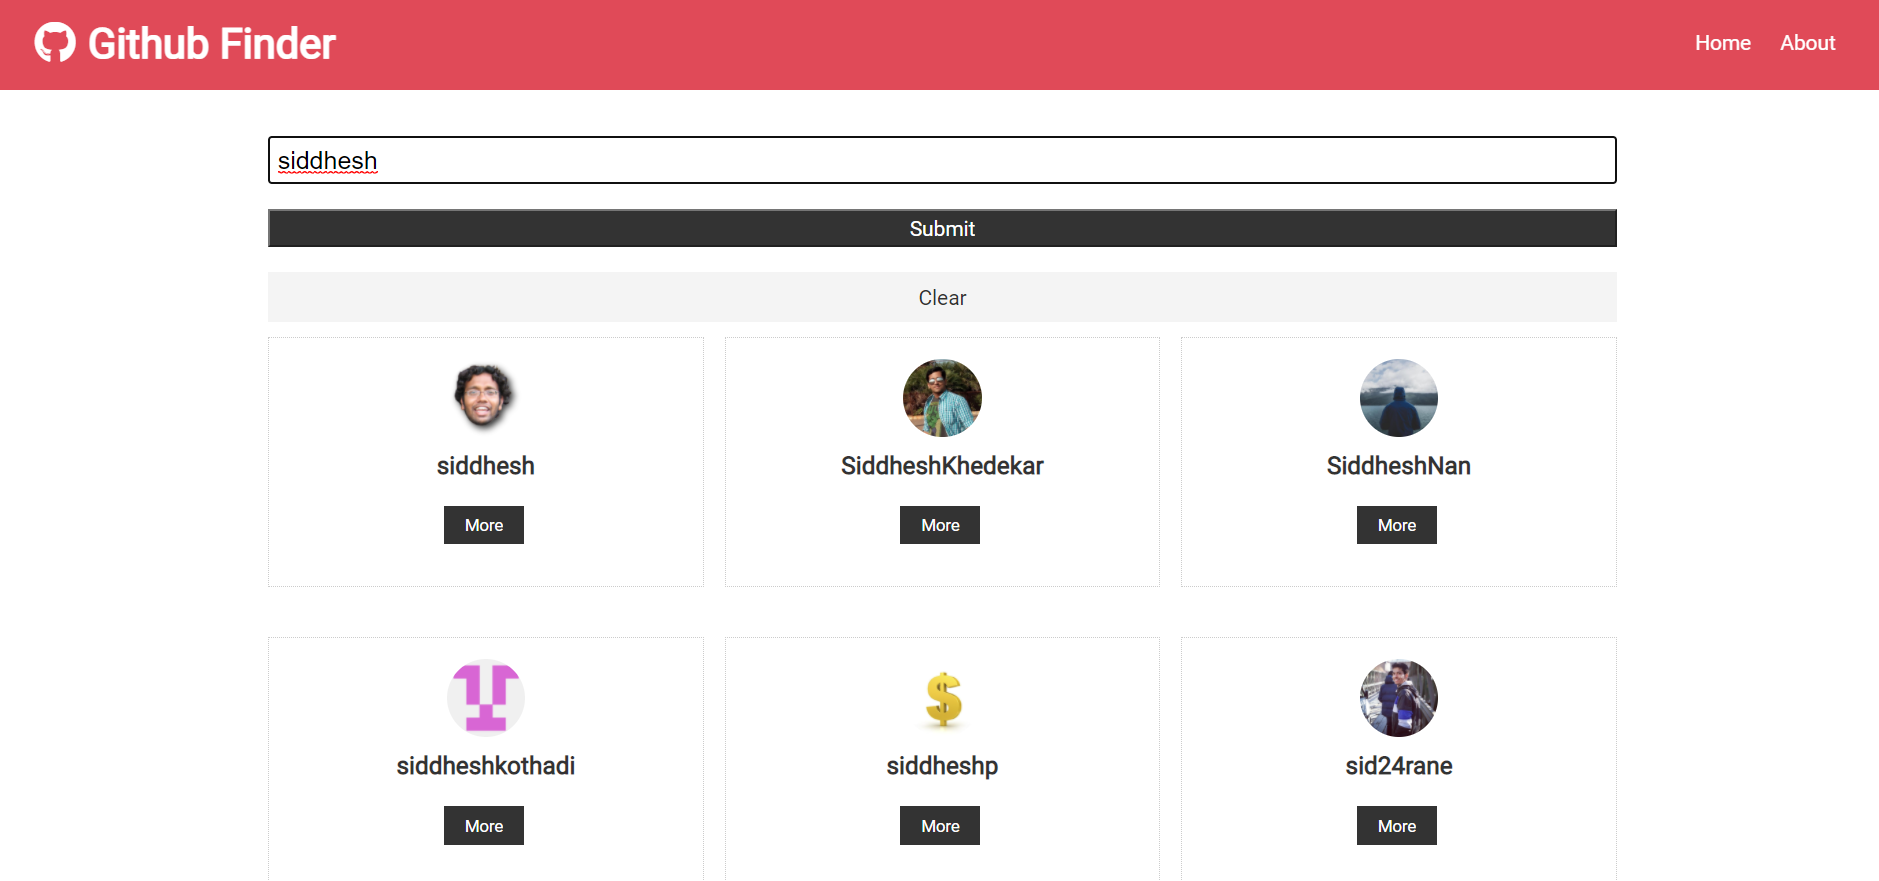 Github Finder
Home About
siddhesh
Submit
Clear
siddhesh SiddheshKhedekar SiddheshNan
More More More
siddheshkothadi siddheshp sid24rane
More More More